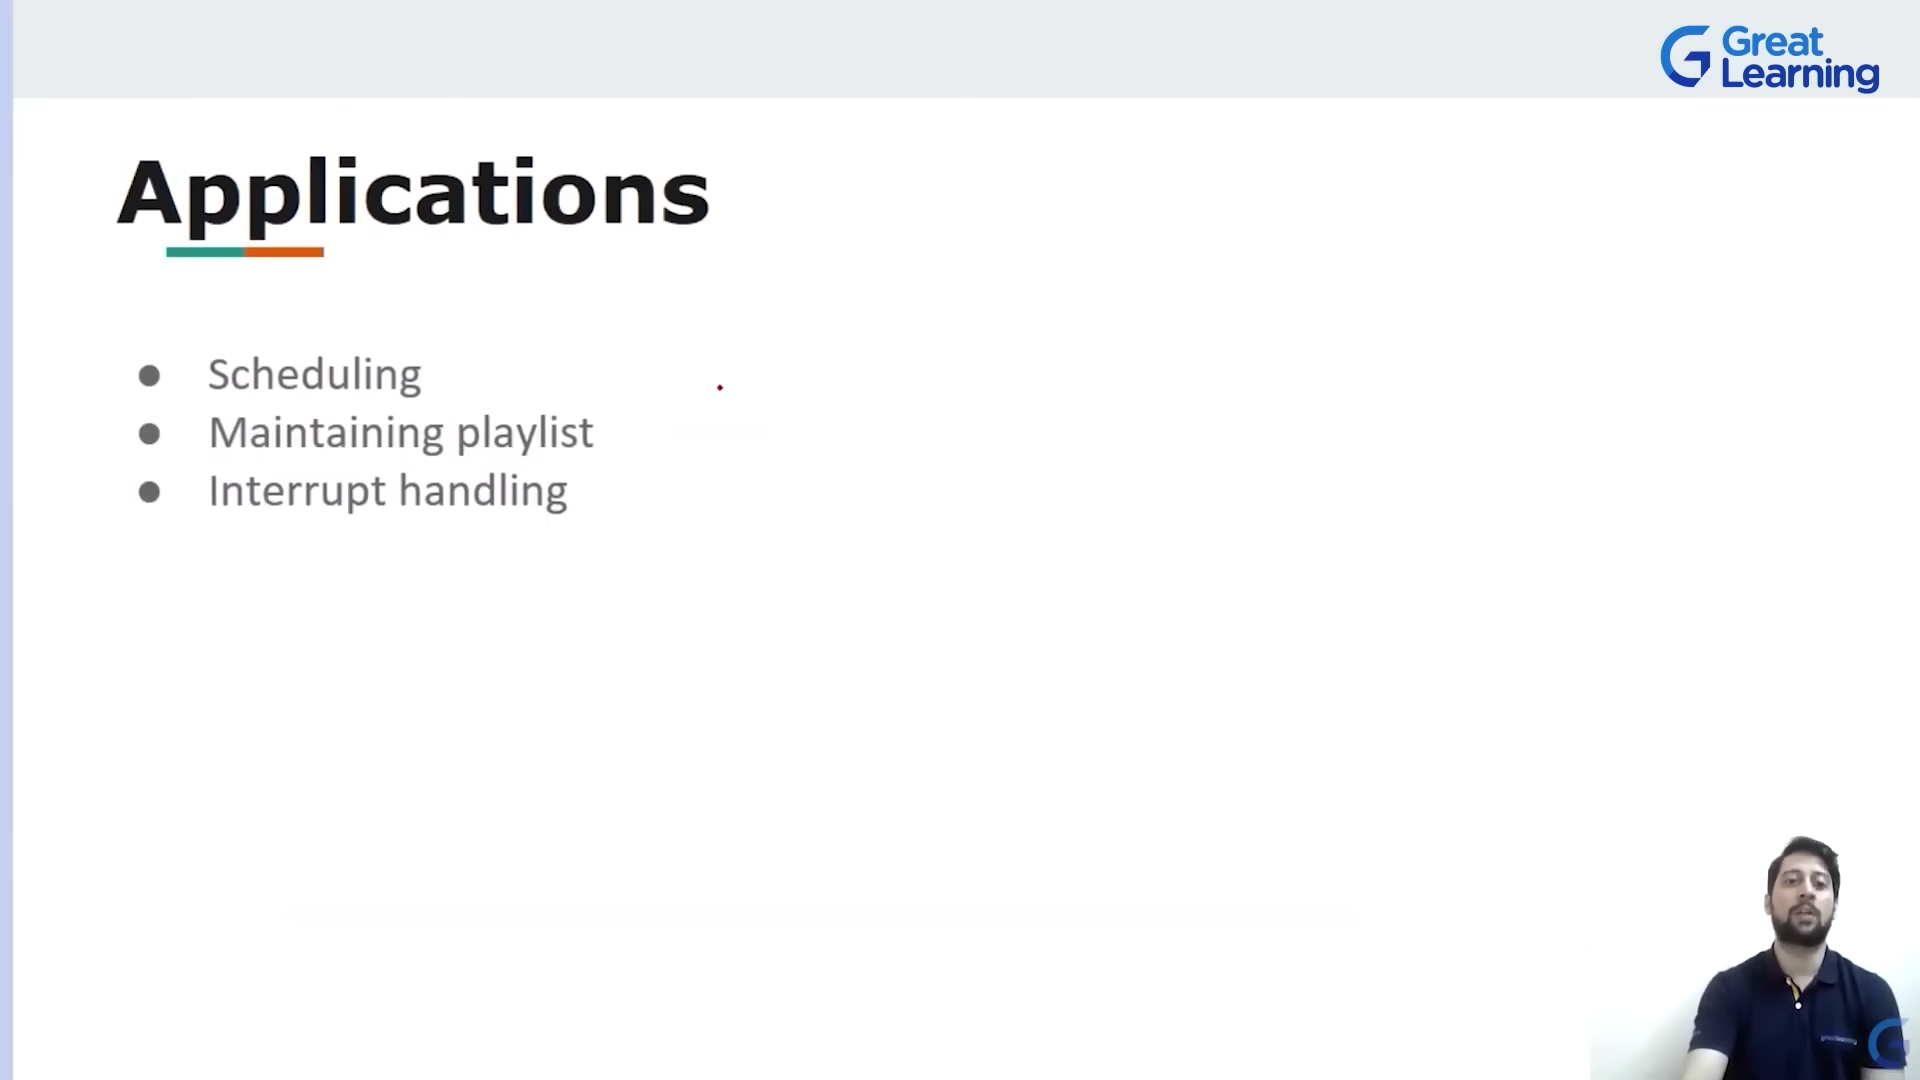 Great
Learning
Applications
● Scheduling
● Maintaining playlist
● Interrupt handling